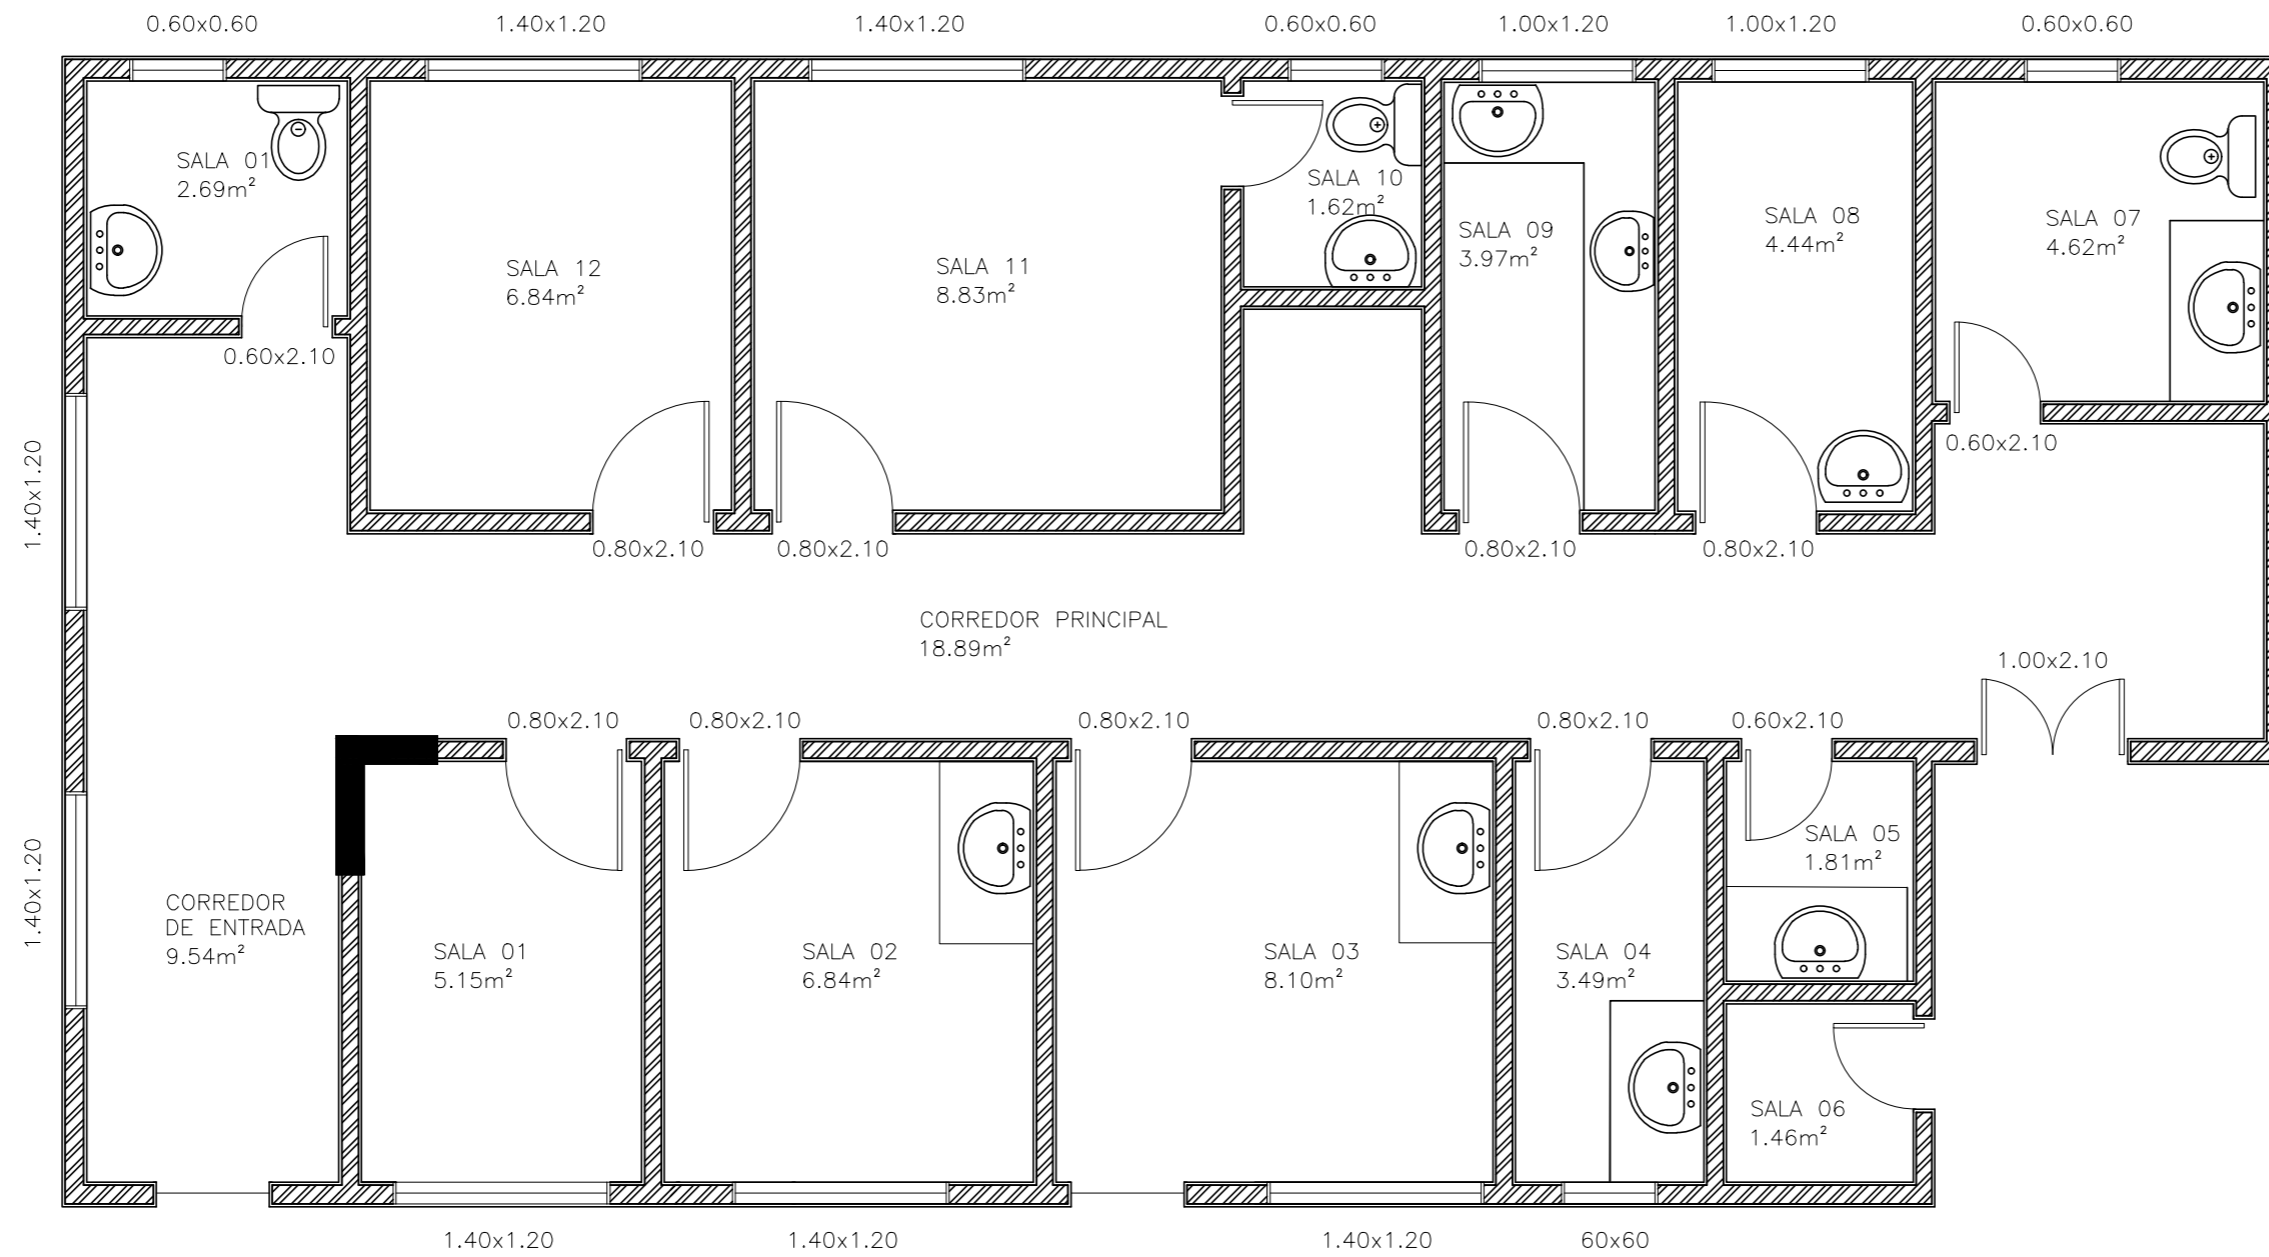 0.60x0.60
1.40x1.20
1.40x1.20
0.60x0.60
1.00x1.20
1.00x1.20
0.60x0.60
SALA 01
2.69m²
SALA 12
6.84m²
SALA 11
8.83m²
SALA 10
1.62m²
SALA 09
3.97m²
SALA 08
4.44m²
SALA 07
4.62m²
0.60x2.10
0.60x2.10
1.40x1.20
0.80x2.10
0.80x2.10
0.80x2.10
0.80x2.10
CORREDOR PRINCIPAL
18.89m²
1.00x2.10
0.80x2.10
0.80x2.10
0.80x2.10
0.80x2.10
0.60x2.10
1.40x1.20
SALA 05
1.81m²
CORREDOR
DE ENTRADA
9.54m²
SALA 01
5.15m²
SALA 02
6.84m²
SALA 03
8.10m²
SALA 04
3.49m²
SALA 06
1.46m²
1.40x1.20
1.40x1.20
1.40x1.20
60x60